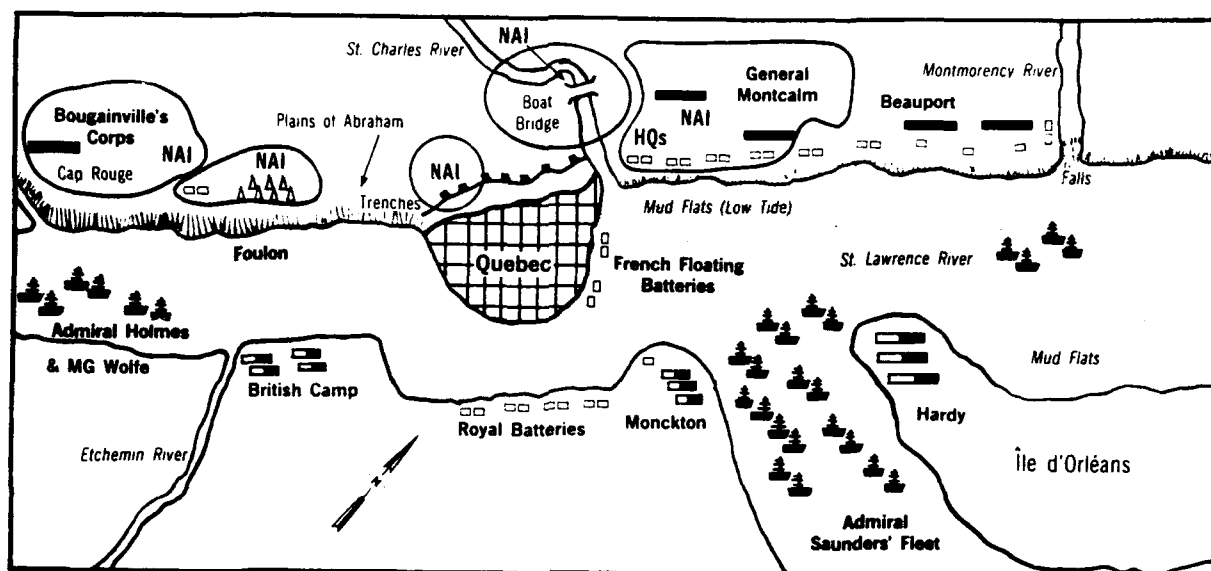 St. Charles River
NAI
General
Montcalm
Montmorency River
Bougainville's
Corps
Cap Rouge
NAI
NAI
Plains of Abraham
Boat
Bridge
HQs
NAI
Beauport
NAI
Trenches
Falls
Mud Flats (Low Tide)
Foulon
Quebec
French Floating
Batteries
St. Lawrence River
Admiral Holmes
& MG Wolfe
British Camp
Royal Batteries
Monckton
Hardy
Mud Flats
Etchemin River
N
Île d'Orléans
Admiral
Saunders' Fleet